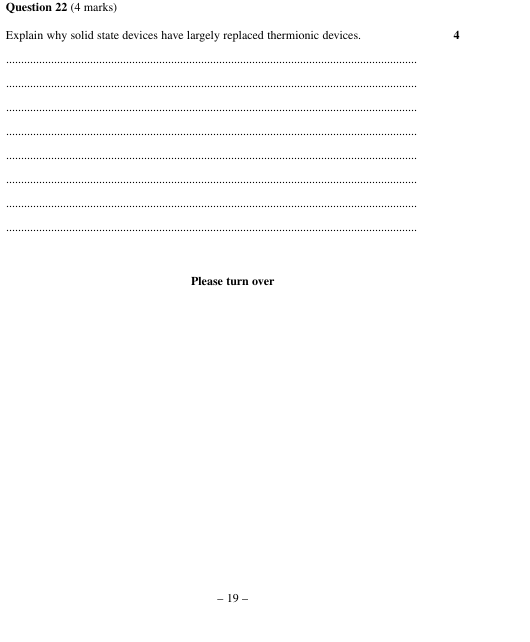 Question 22 (4 marks)
Explain why solid state devices have largely replaced thermionic devices. 4
................................................................................................................................................
................................................................................................................................................
................................................................................................................................................
................................................................................................................................................
................................................................................................................................................
................................................................................................................................................
................................................................................................................................................
................................................................................................................................................
Please turn over
– 19 –